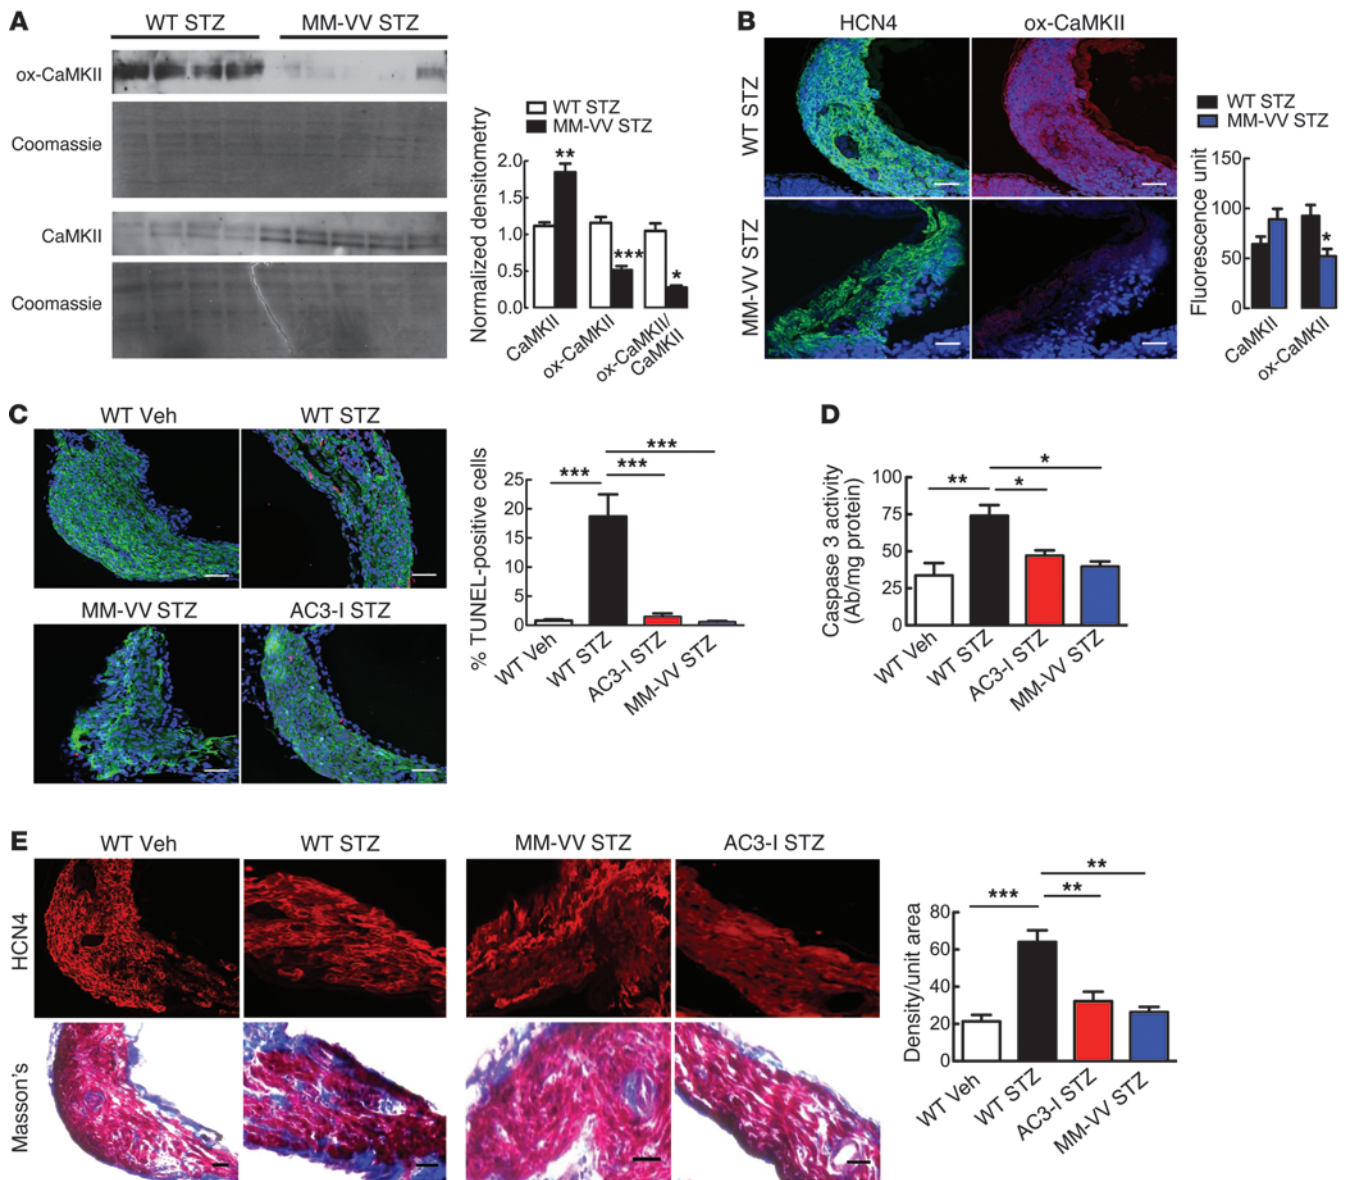 A
WT STZ
MM-VV STZ
ox-CaMKII
Coomassie
CaMKII
Coomassie
WT STZ
MM-VV STZ
Normalized densitometry
2.0
1.5
1.0
0.5
0.0
**
***
*
CaMKII
ox-CaMKII
ox-CaMKII/
CaMKII
B
HCN4
ox-CaMKII
WT STZ
MM-VV STZ
WT STZ
MM-VV STZ
Fluorescence unit
150
100
50
0
*
CaMKII
ox-CaMKII
C
WT Veh
WT STZ
MM-VV STZ
AC3-I STZ
% TUNEL-positive cells
25
20
15
10
5
0
***
***
***
WT Veh
WT STZ
AC3-I STZ
MM-VV STZ
D
Caspase 3 activity
(Ab/mg protein)
100
75
50
25
0
**
*
*
WT Veh
WT STZ
AC3-I STZ
MM-VV STZ
E
WT Veh
WT STZ
MM-VV STZ
AC3-I STZ
HCN4
Masson's
Density/unit area
80
60
40
20
0
***
**
**
WT Veh
WT STZ
AC3-I STZ
MM-VV STZ